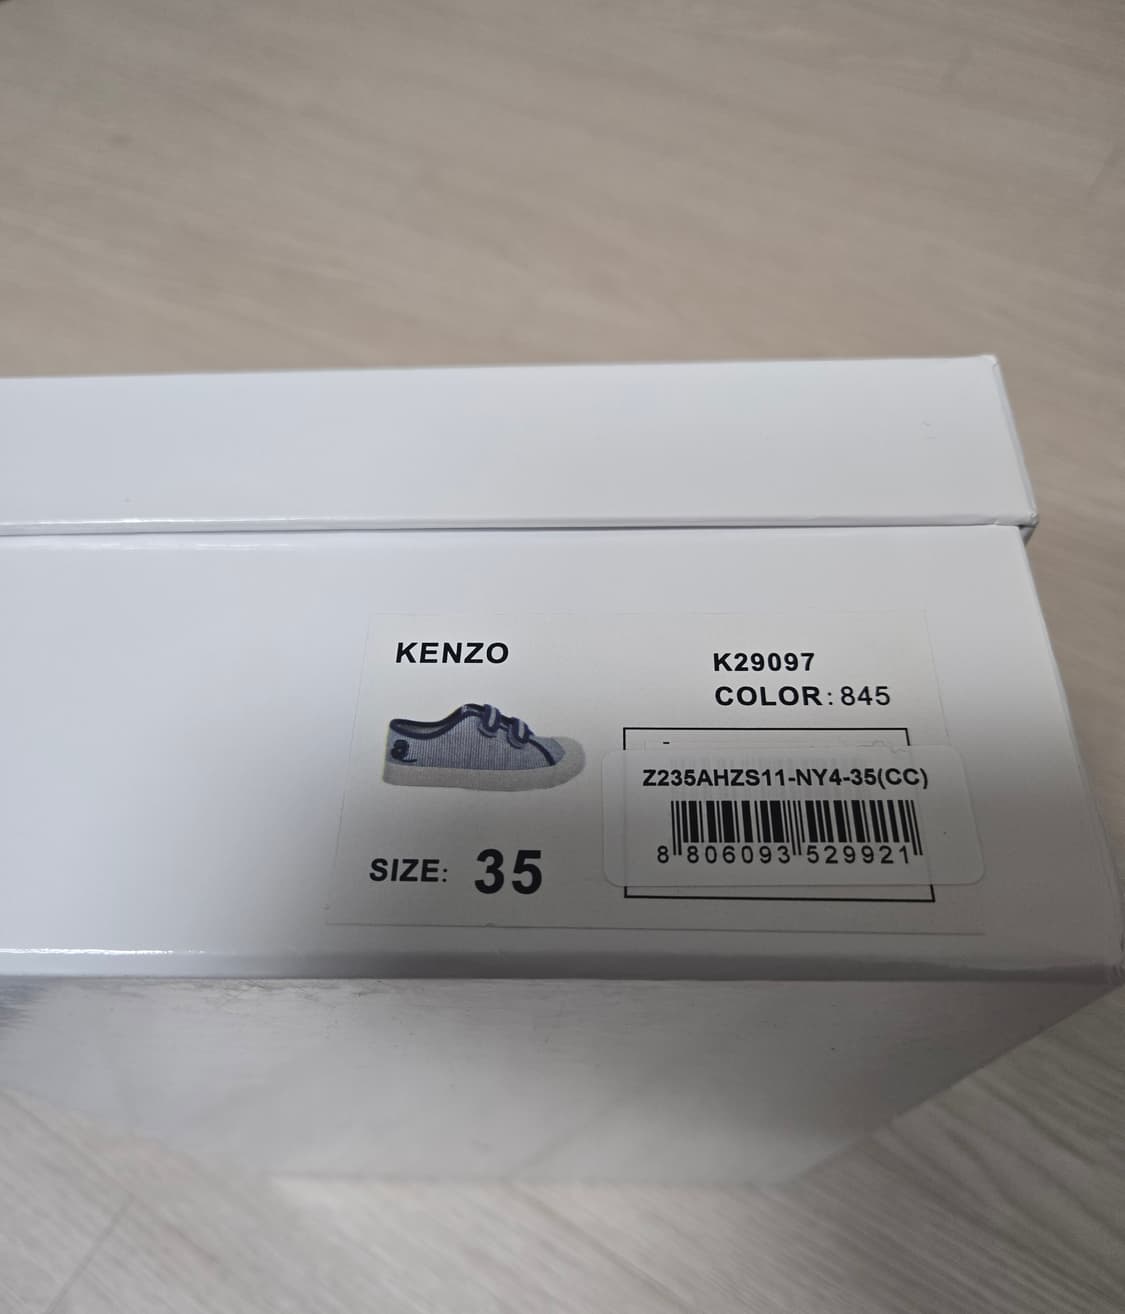 KENZO
K29097
COLOR: 845
Z235AHZS11-NY4-35(CC)
8 806093 529921
SIZE: 35